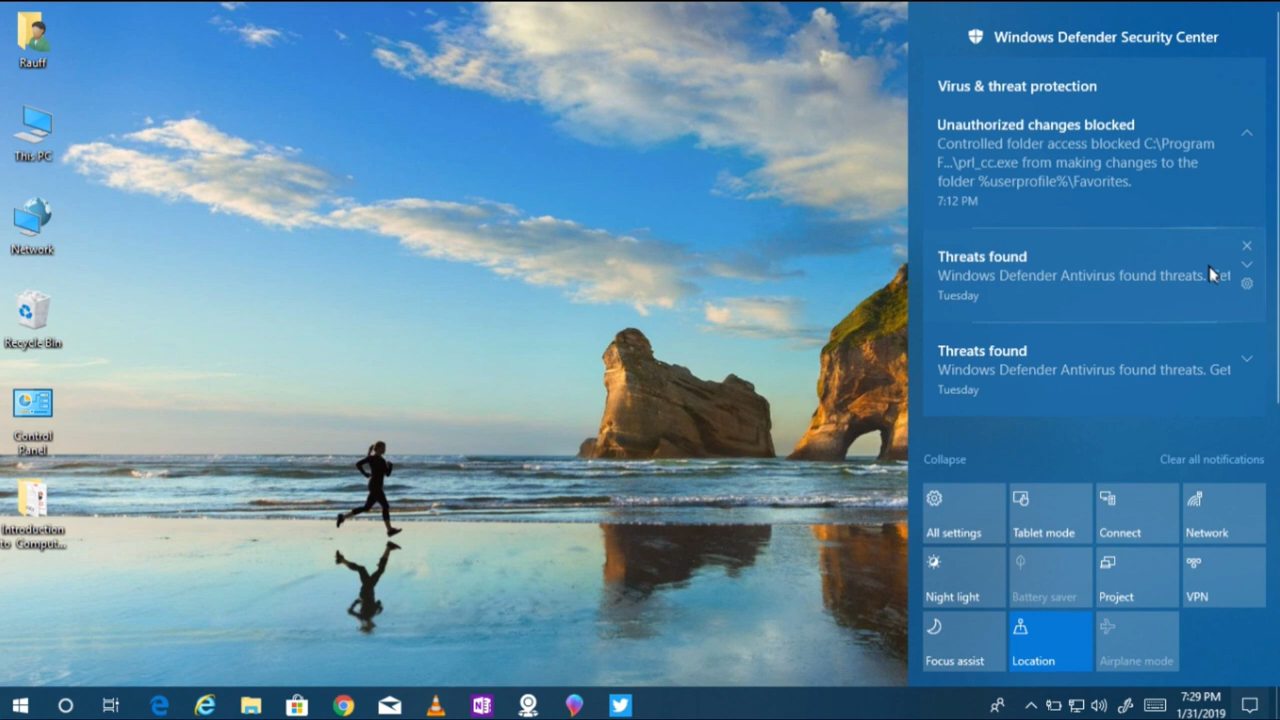 Rauff
This PC
Network
Recycle Bin
Control
Panel
Introduction
to Comput...
Windows Defender Security Center
Virus & threat protection
Unauthorized changes blocked
Controlled folder access blocked C:\Program
F...\prl_cc.exe from making changes to the
folder %userprofile%\Favorites.
7:12 PM
Threats found
Windows Defender Antivirus found threats. Get
Tuesday
Threats found
Windows Defender Antivirus found threats. Get
Tuesday
Collapse
Clear all notifications
All settings
Tablet mode
Connect
Network
Night light
Battery saver
Project
VPN
Focus assist
Location
Airplane mode
7:29 PM
1/31/2019